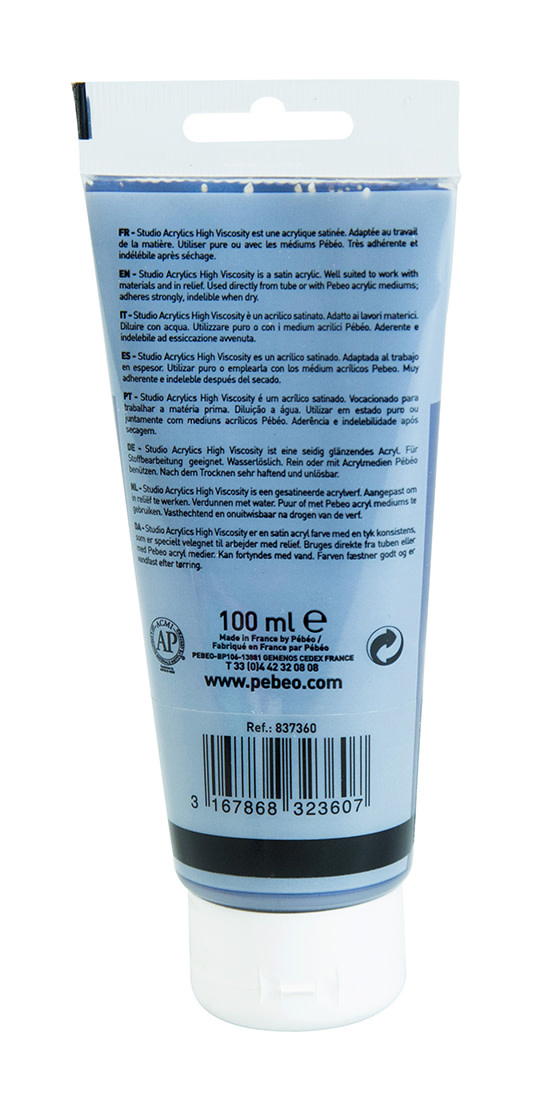 FR - Studio Acrylics High Viscosity est une acrylique satinée. Adaptée au travail
de la matière. Utiliser pure ou avec les médiums Pébéo. Très adhérente et
indélébile après séchage.
EN - Studio Acrylics High Viscosity is a satin acrylic. Well suited to work with
materials and in relief. Used directly from tube or with Pebeo acrylic mediums;
adheres strongly, indelible when dry.
IT - Studio Acrylics High Viscosity è un acrilico satinato. Adatto ai lavori materici.
Diluire con acqua. Utilizzare puro o con i medium acrilici Pébéo. Aderente e
indelebile ad essiccazione avvenuta.
ES - Studio Acrylics High Viscosity es un acrílico satinado. Adaptada al trabajo
en espesor. Utilizar puro o emplearla con los médium acrílicos Pebeo. Muy
adherente e indeleble después del secado.
PT - Studio Acrylics High Viscosity é um acrílico satinado. Vocacionado para
trabalhar a matéria prima. Diluição a água. Utilizar em estado puro ou
juntamente com mediuns acrílicos Pébéo. Aderência e indelebilidade após
secagem.
DE - Studio Acrylics High Viscosity ist eine seidig glänzendes Acryl. Für
Stoffbearbeitung geeignet. Wasserlöslich. Rein oder mit Acrylmedien Pébéo
benützen. Nach dem Trocknen sehr haftend und unlösbar.
NL - Studio Acrylics High Viscosity is een gesatineerde acrylverf. Aangepast om
in reliëf te werken. Verdunnen met water. Puur of met Pebeo acryl mediums te
gebruiken. Vasthechtend en onuitwisbaar na drogen van de verf.
DA - Studio Acrylics High Viscosity er en satin acryl farve med en tyk konsistens,
som er specielt velegnet til arbejder med relief. Bruges direkte fra tuben eller
med Pebeo acryl medier. Kan fortyndes med vand. Farven fæstner godt og er
vandfast efter tørring.
100 ml e
ACMI
AP
Made in France by Pébéo /
Fabriqué en France par Pébéo
PEBEO-BP106-13881 GEMENOS CEDEX FRANCE
T 33 (0)4 42 32 08 08
www.pebeo.com
Ref.: 837360
3 167868 323607